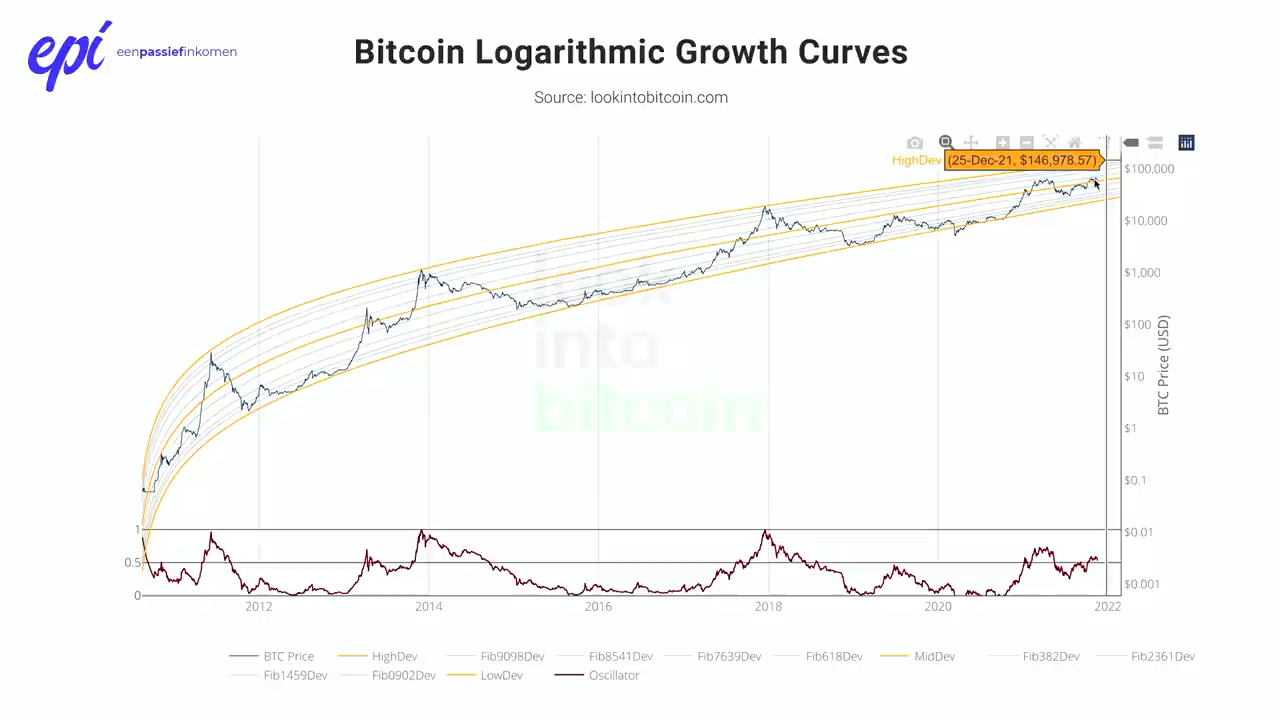 epi eenpassiefinkomen
Bitcoin Logarithmic Growth Curves
Source: lookintobitcoin.com
HighDev (25-Dec-21, $146,978.57)
$100,000
$10,000
$1,000
$100
$10
$1
$0.1
$0.01
$0.001
BTC Price (USD)
look
into
bitcoin
1
0.5
0
2012 2014 2016 2018 2020 2022
BTC Price HighDev Fib9098Dev Fib8541Dev Fib7639Dev Fib618Dev MidDev Fib382Dev Fib2361Dev
Fib1459Dev Fib0902Dev LowDev Oscillator